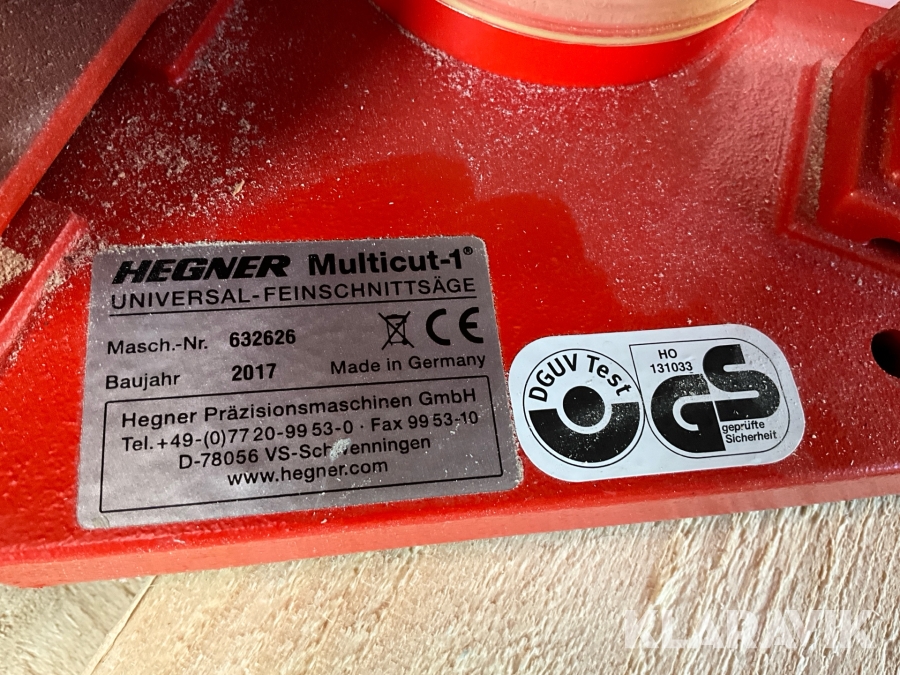 HEGNER Multicut-1®
UNIVERSAL-FEINSCHNITTSÄGE
Masch.-Nr. 632626
CE
Baujahr 2017 Made in Germany
Hegner Präzisionsmaschinen GmbH
Tel.+49-(0)77 20-99 53-0 · Fax 99 53-10
D-78056 VS-Schwenningen
www.hegner.com
DGUV Test
HO
131033
GS
geprüfte
Sicherheit
KLARAVIK